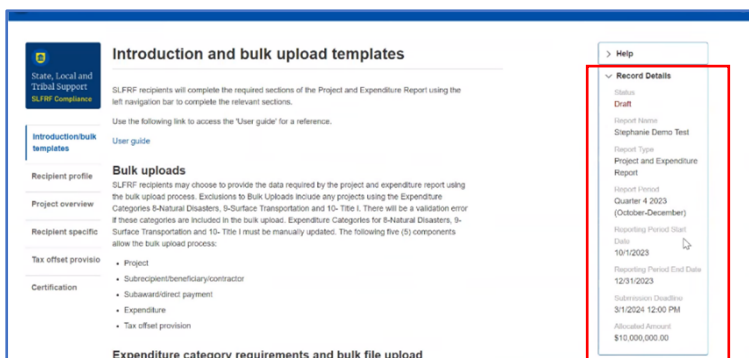 State, Local and
Tribal Support
SLFRF Compliance
Introduction/bulk
templates
Recipient profile
Project overview
Recipient specific
Tax offset provisio
Certification
Introduction and bulk upload templates
SLFRF recipients will complete the required sections of the Project and Expenditure Report using the
left navigation bar to complete the relevant sections.
Use the following link to access the 'User guide' for a reference.
User guide
Bulk uploads
SLFRF recipients may choose to provide the data required by the project and expenditure report using
the bulk upload process. Exclusions to Bulk Uploads include any projects using the Expenditure
Categories 8-Natural Disasters, 9-Surface Transportation and 10- Title I. There will be a validation error
if these categories are included in the bulk upload. Expenditure Categories for 8-Natural Disasters, 9-
Surface Transportation and 10- Title I must be manually updated. The following five (5) components
allow the bulk upload process:
• Project
• Subrecipient/beneficiary/contractor
• Subaward/direct payment
• Expenditure
• Tax offset provision
Expenditure category requirements and bulk file upload
Help
Record Details
Status
Draft
Report Name
Stephanie Demo Test
Report Type
Project and Expenditure
Report
Report Period
Quarter 4 2023
(October-December)
Reporting Period Start
Date
10/1/2023
Reporting Period End Date
12/31/2023
Submission Deadline
3/1/2024 12:00 PM
Allocated Amount
$10,000,000.00